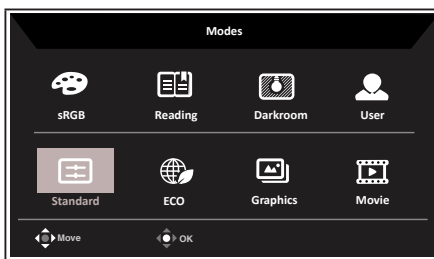 Modes
sRGB Reading Darkroom User
Standard ECO Graphics Movie
Move OK